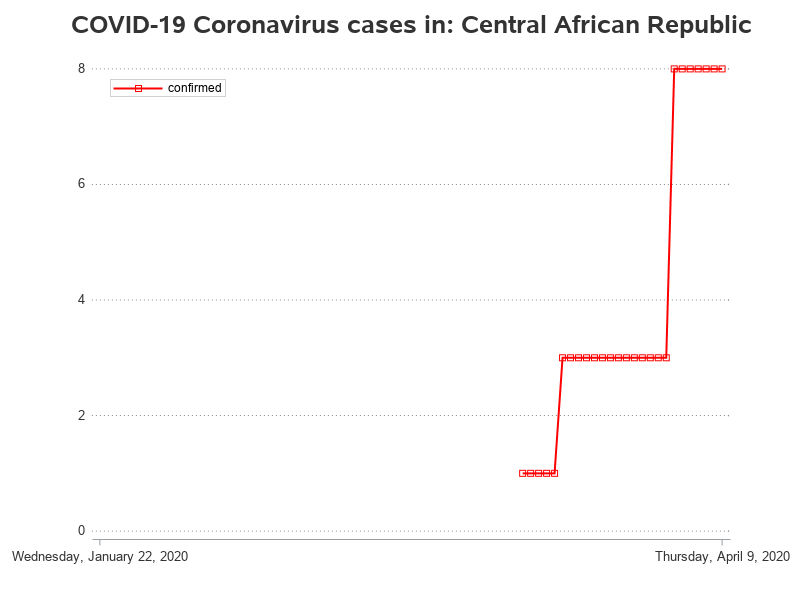 COVID-19 Coronavirus cases in: Central African Republic
8
confirmed
6
4
2
0
Wednesday, January 22, 2020
Thursday, April 9, 2020